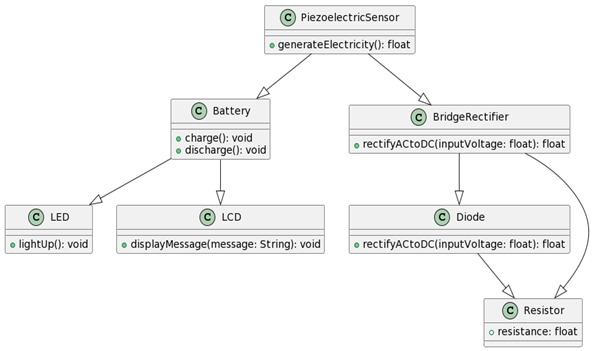 C PiezoelectricSensor
generateElectricity(): float
C Battery
charge(): void
discharge(): void
C BridgeRectifier
rectifyACtoDC(inputVoltage: float): float
C LED
lightUp(): void
C LCD
displayMessage(message: String): void
C Diode
rectifyACtoDC(inputVoltage: float): float
C Resistor
resistance: float